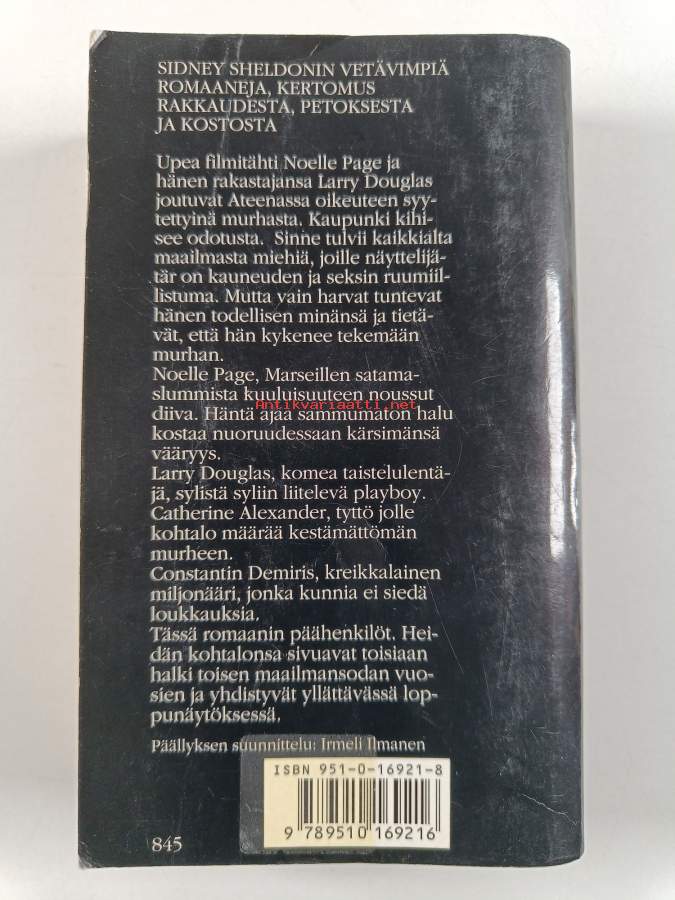 SIDNEY SHELDONIN VETÄVIMPIÄ
ROMAANEJA, KERTOMUS
RAKKAUDESTA, PETOKSESTA
JA KOSTOSTA
Upea filmitähti Noelle Page ja
hänen rakastajansa Larry Douglas
joutuvat Ateenassa oikeuteen syy-
tettyinä murhasta. Kaupunki kihi-
see odotusta. Sinne tulvii kaikkialta
maailmasta miehiä, joille näyttelijä-
tär on kauneuden ja seksin ruumiil-
listuma. Mutta vain harvat tuntevat
hänen todellisen minänsä ja tietä-
vät, että hän kykenee tekemään
murhan.
Noelle Page, Marseillen satama-
slummista kuuluisuuteen noussut
Antikvariaatti.net
diiva. Häntä ajaa sammumaton halu
kostaa nuoruudessaan kärsimänsä
vääryys.
Larry Douglas, komea taistelulentä-
jä, sylistä syliin liitelevä playboy.
Catherine Alexander, tyttö jolle
kohtalo määrää kestämättömän
murheen.
Constantin Demiris, kreikkalainen
miljonääri, jonka kunnia ei siedä
loukkauksia.
Tässä romaanin päähenkilöt. Hei-
dän kohtalonsa sivuavat toisiaan
halki toisen maailmansodan vuo-
sien ja yhdistyvät yllättävässä lop-
punäytöksessä.
Päällyksen suunnittelu: Irmeli Ilmanen
ISBN 951-0-16921-8
9 789510 169216
845